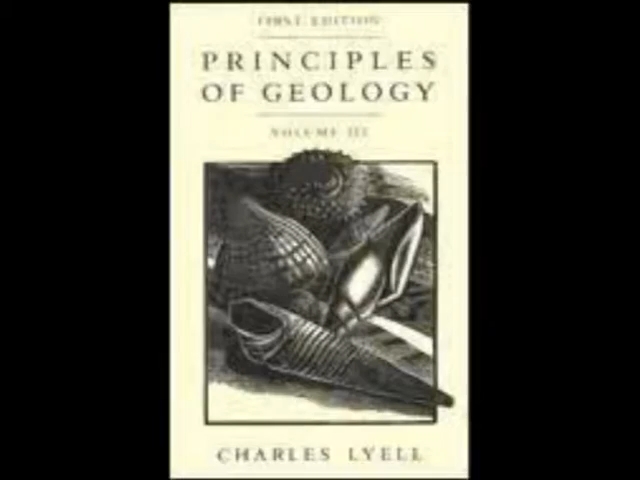 FIRST EDITION
PRINCIPLES
OF GEOLOGY
VOLUME III
CHARLES LYELL